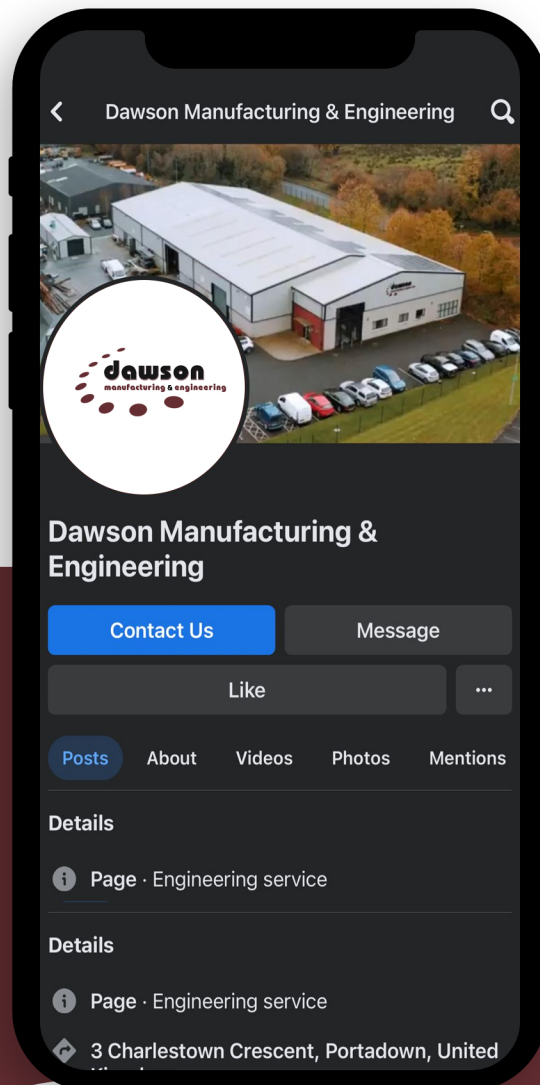 Dawson Manufacturing & Engineering
dawson
dawson
manufacturing & engineering
Dawson Manufacturing &
Engineering
Contact Us
Message
Like
Posts
About
Videos
Photos
Mentions
Details
Page · Engineering service
Details
Page · Engineering service
3 Charlestown Crescent, Portadown, United